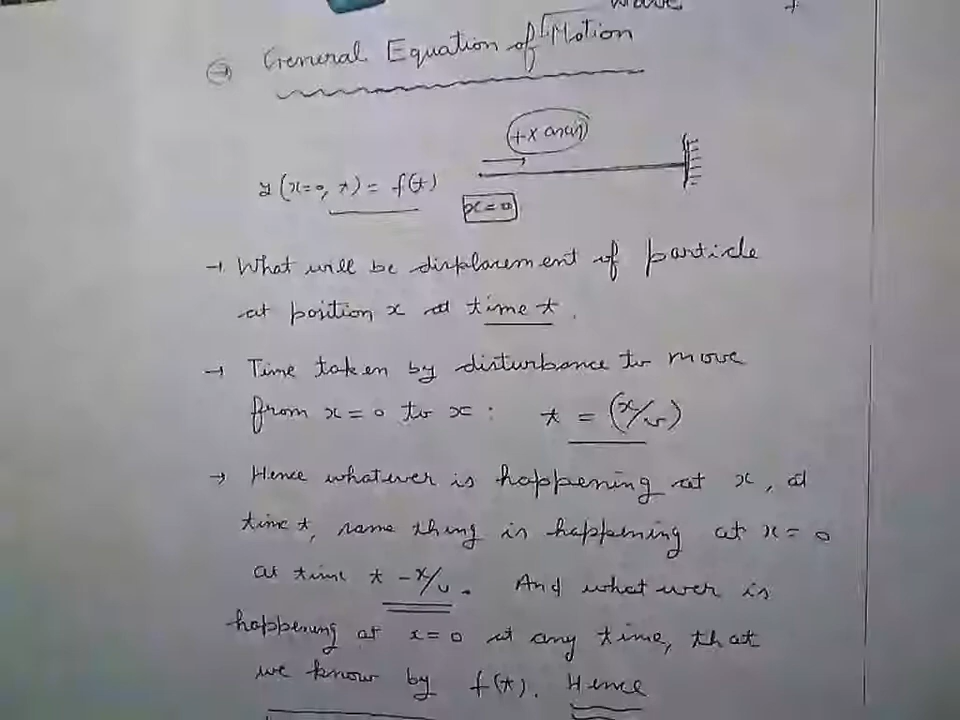 wave
→ General Equation of Motion
+x axis
y(x=0, t) = f(t)
x=0
→ What will be displacement of particle
at position x at time t.
→ Time taken by disturbance to move
from x=0 to x: t = (x/v)
→ Hence whatever is happening at x, at
time t, same thing is happening at x=0
at time t - x/v. And whatever is
happening at x=0 at any time, that
we know by f(t). Hence